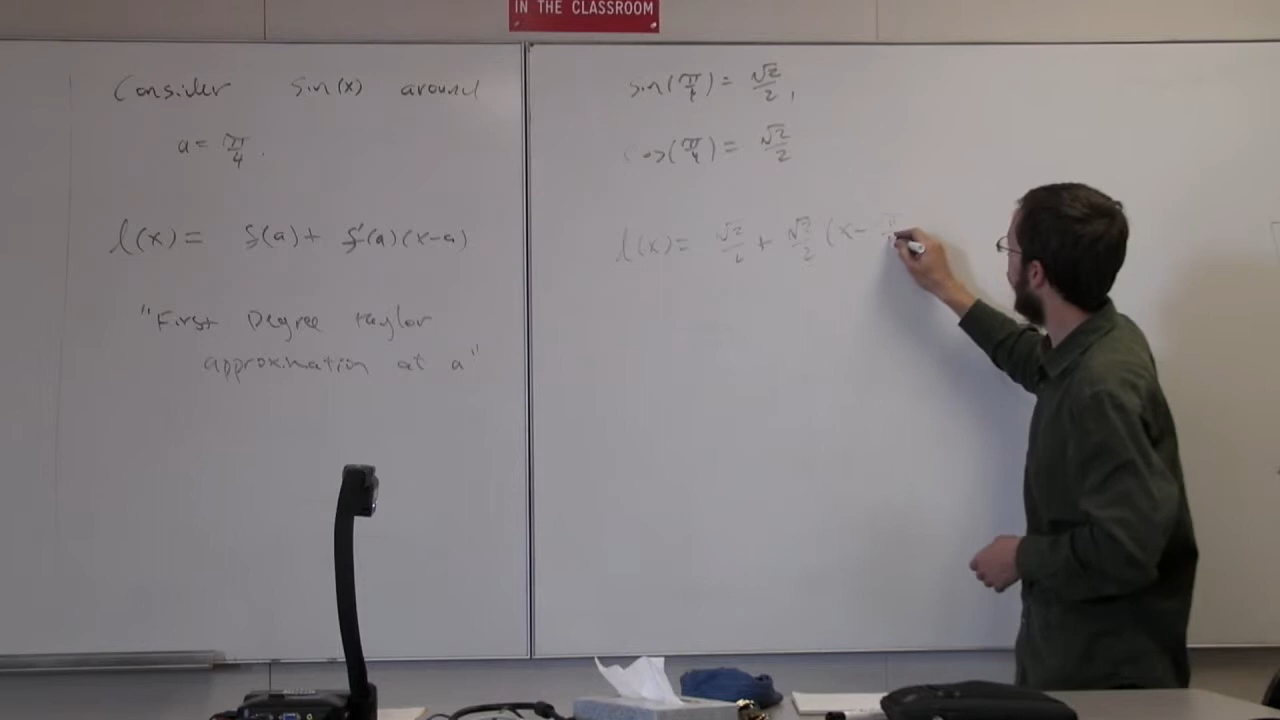 IN THE CLASSROOM
Consider sin(x) around
a = π/4.
l(x) = f(a) + f'(a)(x-a)
"First Degree Taylor
approximation at a"
sin(π/4) = √2/2,
cos(π/4) = √2/2
l(x) = √2/2 + √2/2 (x - π